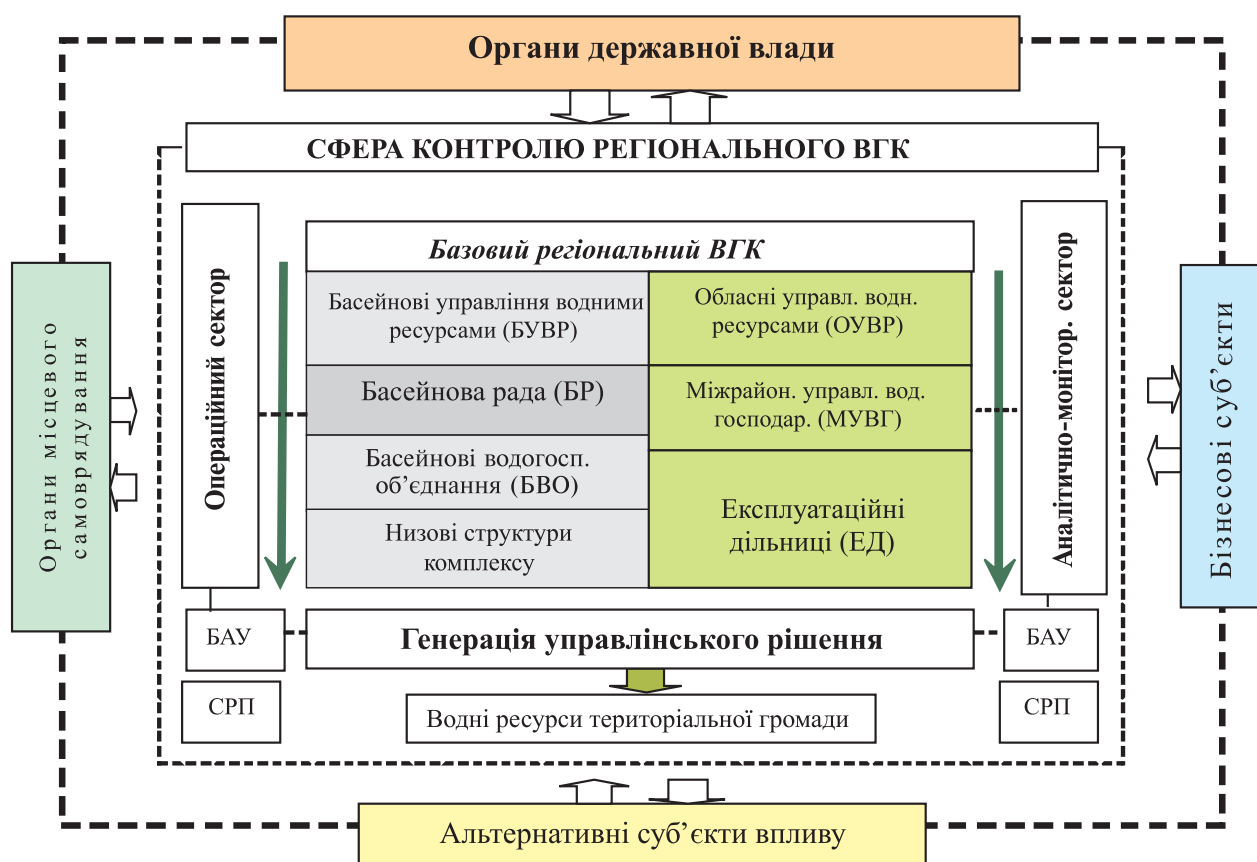 Органи державної влади
СФЕРА КОНТРОЛЮ РЕГІОНАЛЬНОГО ВГК
Органи місцевого
самоврядування
Операційний сектор
Базовий регіональний ВГК
Басейнові управління водними
ресурсами (БУВР)
Обласні управл. водн.
ресурсами (ОУВР)
Басейнова рада (БР)
Міжрайон. управл. вод.
господар. (МУВГ)
Басейнові водогосп.
об’єднання (БВО)
Експлуатаційні
дільниці (ЕД)
Низові структури
комплексу
Аналітично-монітор. сектор
Бізнесові суб’єкти
БАУ
Генерація управлінського рішення
БАУ
СРП
Водні ресурси територіальної громади
СРП
Альтернативні суб’єкти впливу